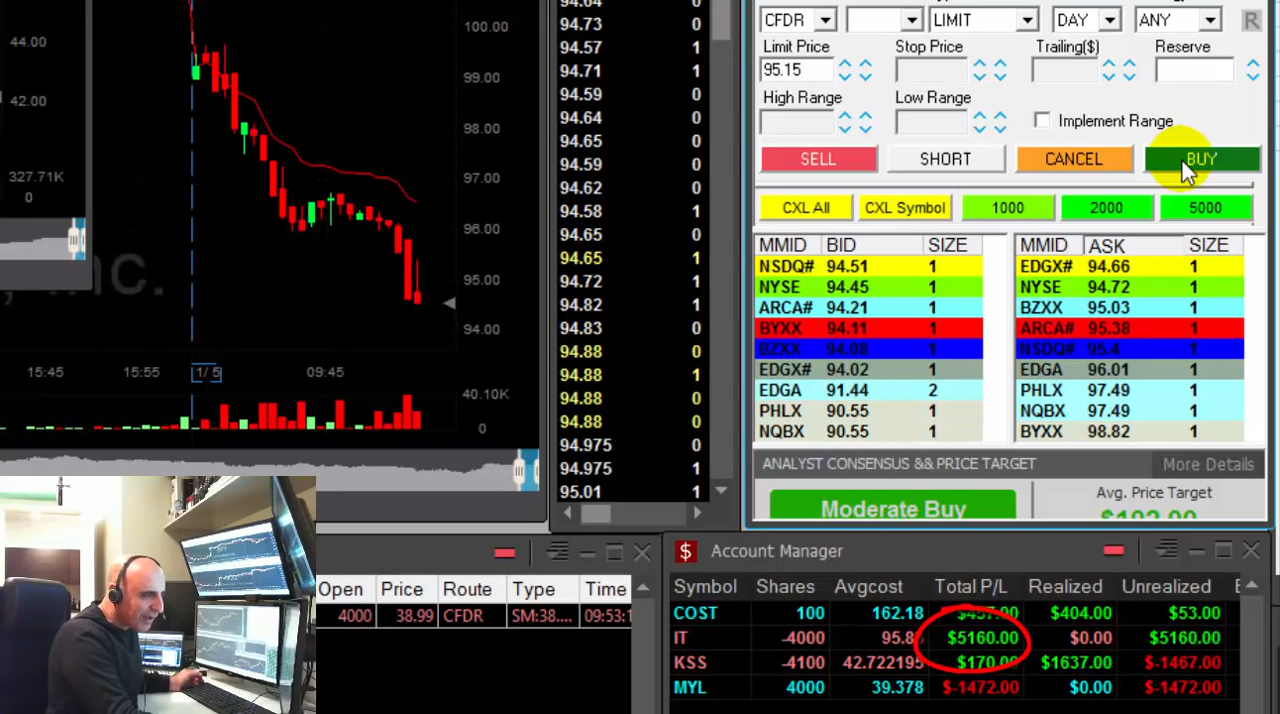 CFDR LIMIT DAY ANY R
Limit Price Stop Price Trailing($) Reserve
95.15
High Range Low Range
Implement Range
SELL SHORT CANCEL BUY
CXL All CXL Symbol 1000 2000 5000
MMID BID SIZE MMID ASK SIZE
NSDQ# 94.51 1 EDGX# 94.66 1
NYSE 94.45 1 NYSE 94.72 1
ARCA# 94.21 1 BZXX 95.03 1
BYXX 94.11 1 ARCA# 95.38 1
BZXX 94.08 1 NSDQ# 95.4 1
EDGX# 94.02 1 EDGA 96.01 1
EDGA 91.44 2 PHLX 97.49 1
PHLX 90.55 1 NQBX 97.49 1
NQBX 90.55 1 BYXX 98.82 1
ANALYST CONSENSUS && PRICE TARGET More Details
Moderate Buy
Avg. Price Target
44.00
42.00
327.71K
0
100.00
99.00
98.00
97.00
96.00
95.00
94.00
, Inc.
15:45 15:55 1/ 5 09:45
40.10K
0
94.64 0
94.73 0
94.57 1
94.71 1
94.59 0
94.64 0
94.65 1
94.59 0
94.62 0
94.58 1
94.65 0
94.65 1
94.72 1
94.82 1
94.83 0
94.88 0
94.88 1
94.88 0
94.88 0
94.975 0
94.975 1
95.01 1
Open Price Route Type Time
4000 38.99 CFDR SM:38.... 09:53:1
$ Account Manager
Symbol Shares Avgcost Total P/L Realized Unrealized
COST 100 162.18 $457.00 $404.00 $53.00
IT -4000 $5160.00 $0.00 $5160.00
KSS -4100 42.722195 $170.00 $1637.00 $-1467.00
MYL 4000 39.378 $-1472.00 $0.00 $-1472.00